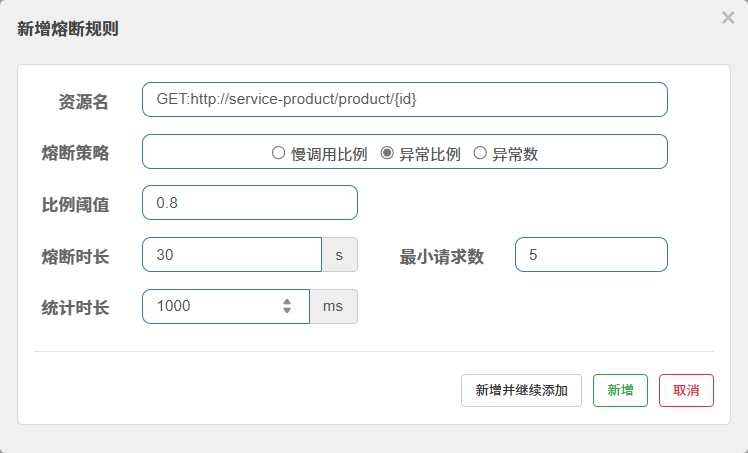 新增熔断规则
×
资源名 GET:http://service-product/product/{id}
熔断策略 慢调用比例 异常比例 异常数
比例阈值 0.8
熔断时长 30 s 最小请求数 5
统计时长 1000 ms
新增并继续添加 新增 取消